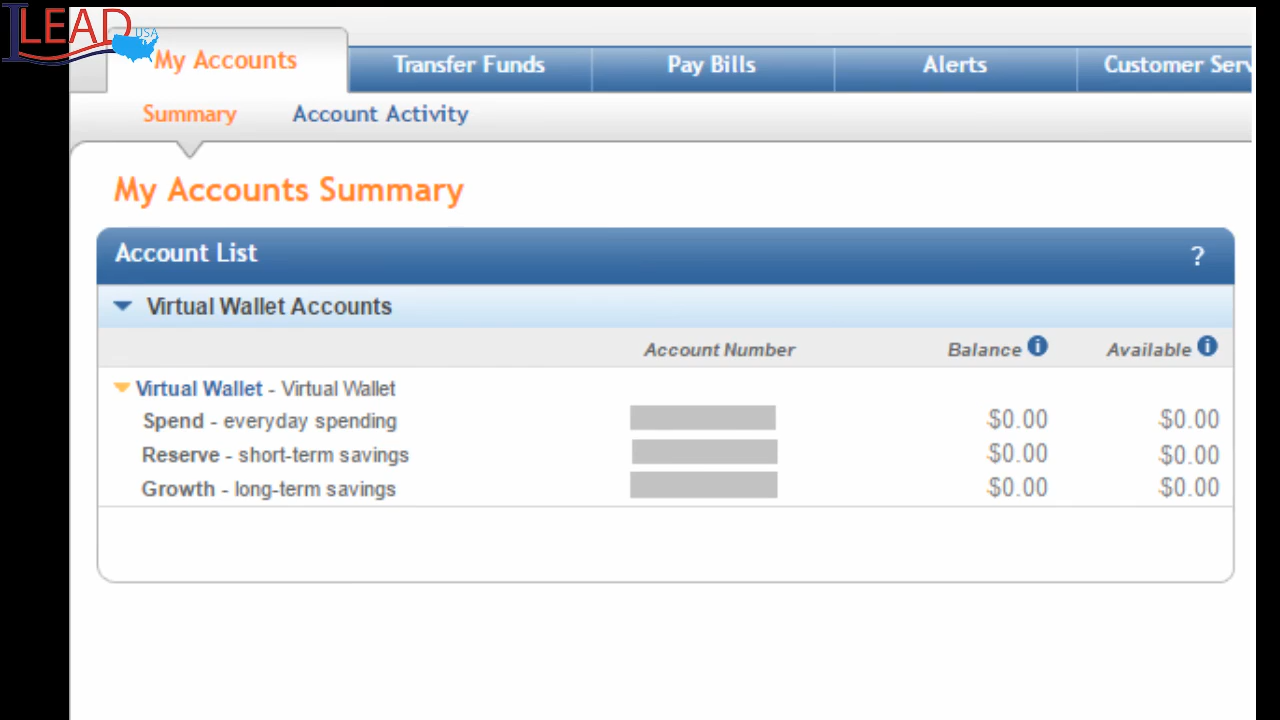 ILEAD USA
My Accounts
Transfer Funds
Pay Bills
Alerts
Customer Serv
Summary
Account Activity
My Accounts Summary
Account List ?
Virtual Wallet Accounts
Account Number Balance i Available i
Virtual Wallet - Virtual Wallet
Spend - everyday spending $0.00 $0.00
Reserve - short-term savings $0.00 $0.00
Growth - long-term savings $0.00 $0.00